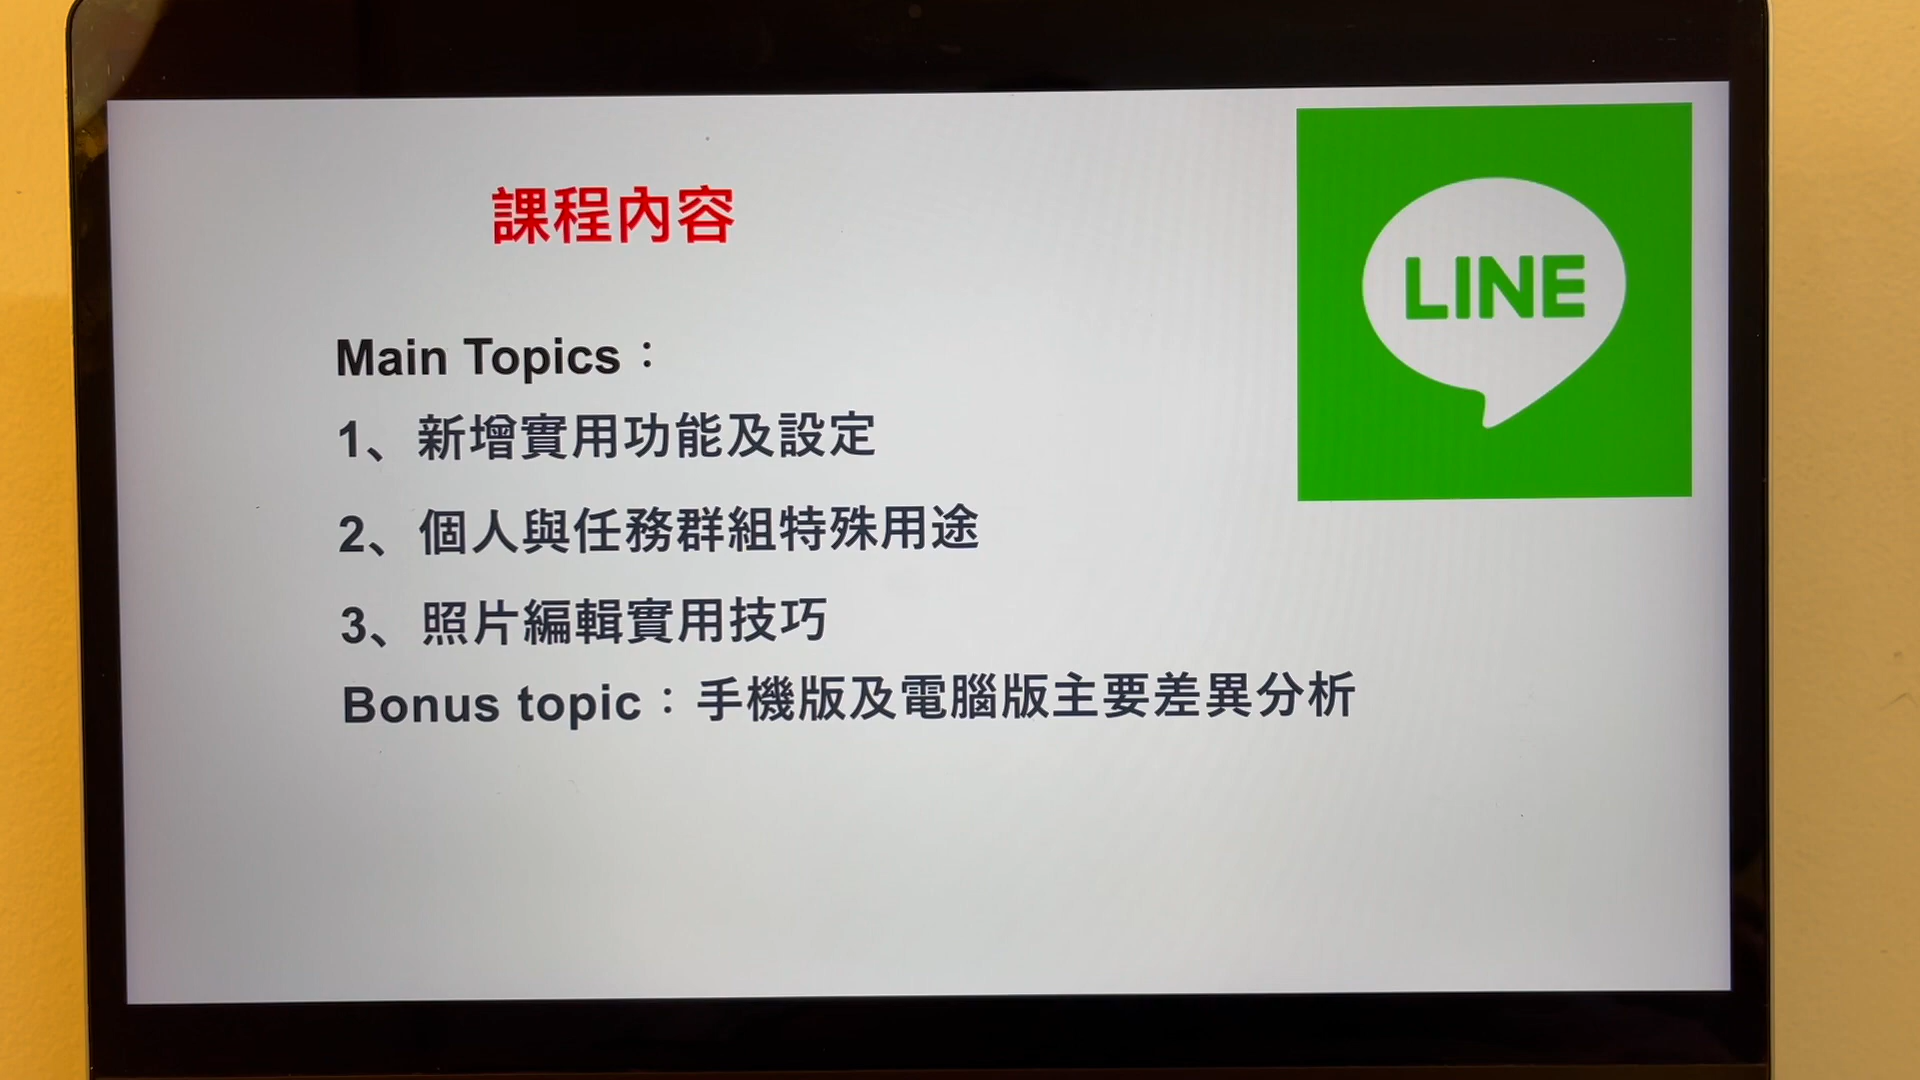 課程內容
LINE
Main Topics：
1、新增實用功能及設定
2、個人與任務群組特殊用途
3、照片編輯實用技巧
Bonus topic：手機版及電腦版主要差異分析